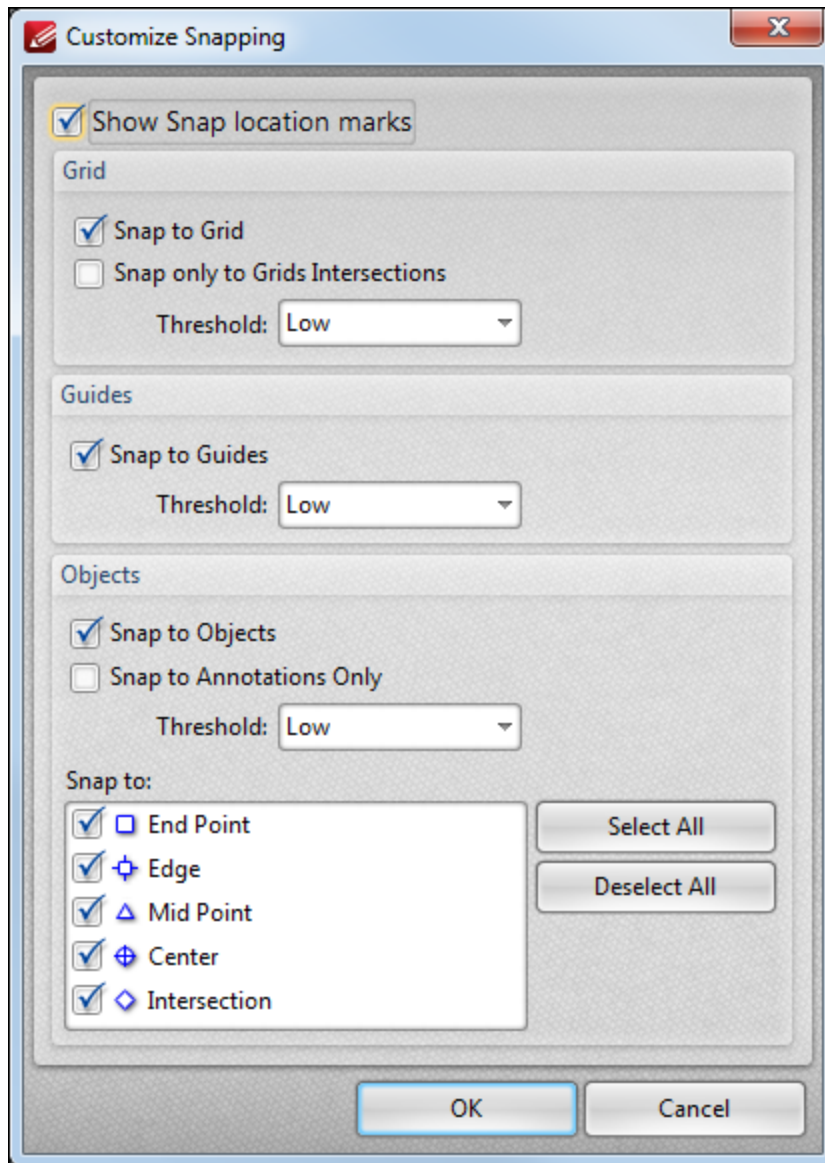 Customize Snapping
Show Snap location marks
Grid
Snap to Grid
Snap only to Grids Intersections
Threshold: Low
Guides
Snap to Guides
Threshold: Low
Objects
Snap to Objects
Snap to Annotations Only
Threshold: Low
Snap to:
End Point
Edge
Mid Point
Center
Intersection
Select All
Deselect All
OK Cancel